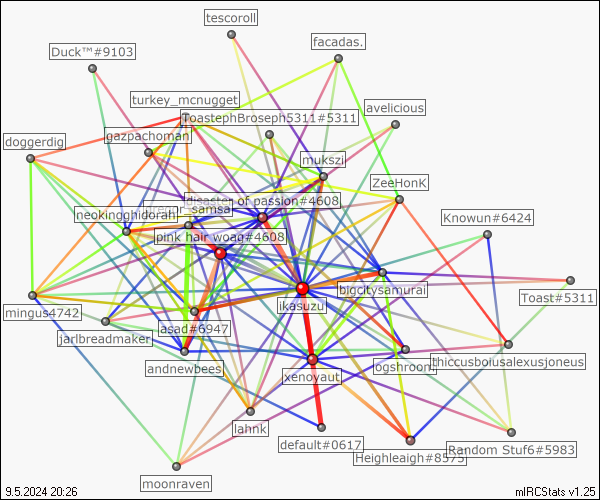 tescoroll
facadas.
Duck™#9103
turkey_mcnugget
ToastephBroseph5311#5311
avelicious
gazpachoman
doggerdig
mukszi
ZeeHonK
disaster of passion#4608
samsa
neokingghidorah
Knowun#6424
pink hair woag#4608
bigcitysamurai
Toast#5311
ikasuzu
mingus4742
asad#6947
jarlbreadmaker
thiccusboiusalexusjoneus
ogshroom
andnewbees
xenoyaut
lahnk
default#0617
Random Stuf6#5983
Heighleagh#8575
moonraven
9.5.2024 20:26
mIRCStats v1.25